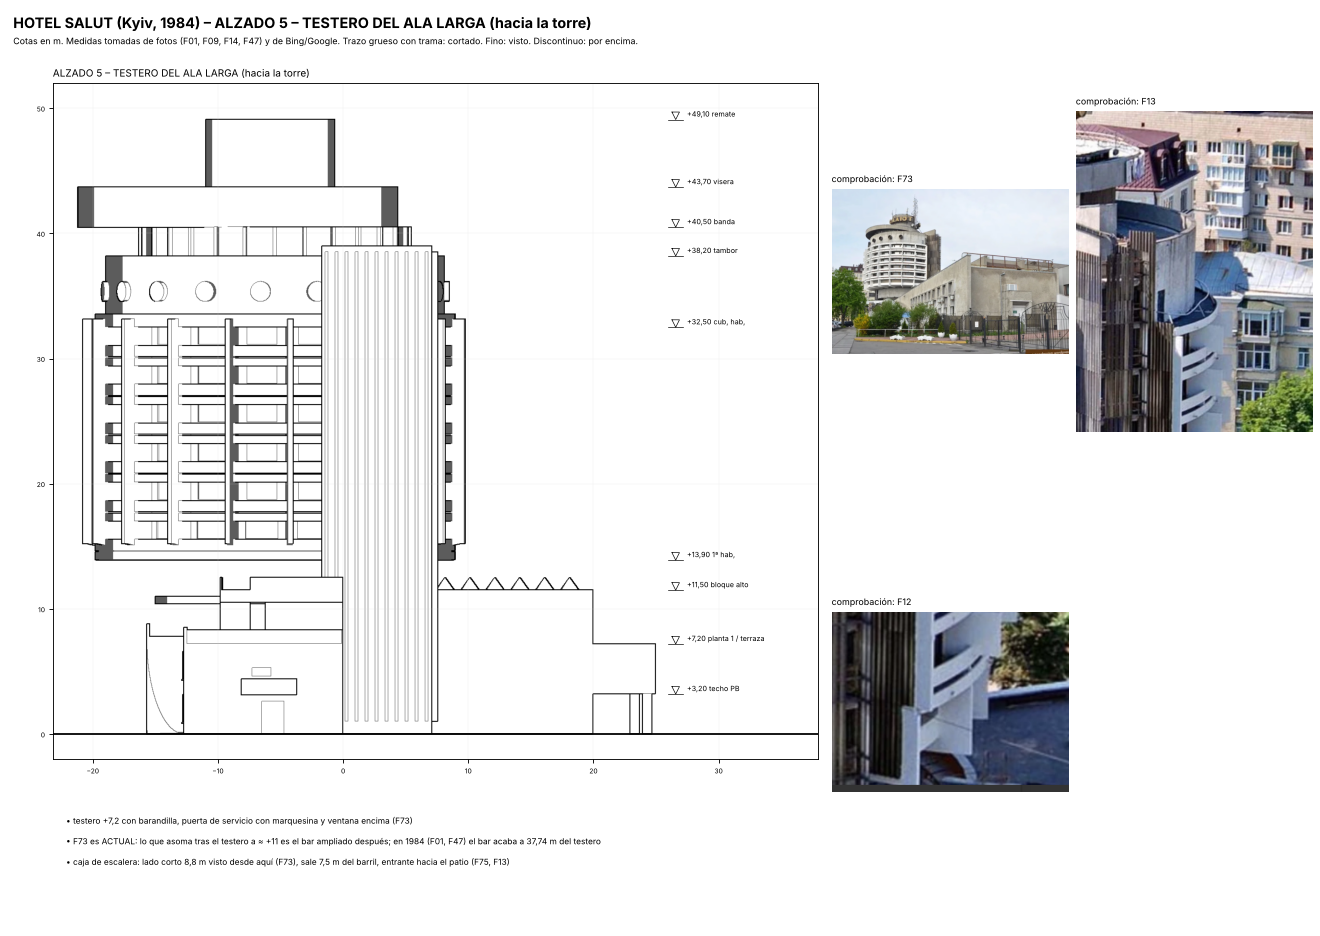 HOTEL SALUT (Kyiv, 1984) – ALZADO 5 – TESTERO DEL ALA LARGA (hacia la torre)
Cotas en m. Medidas tomadas de fotos (F01, F09, F14, F47) y de Bing/Google. Trazo grueso con trama: cortado. Fino: visto. Discontinuo: por encima.
ALZADO 5 – TESTERO DEL ALA LARGA (hacia la torre)
50
40
30
20
10
0
−20
−10
0
10
20
30
+49,10 remate
+43,70 visera
+40,50 banda
+38,20 tambor
+32,50 cub, hab,
+13,90 1ª hab,
+11,50 bloque alto
+7,20 planta 1 / terraza
+3,20 techo PB
comprobación: F73
comprobación: F13
comprobación: F12
• testero +7,2 con barandilla, puerta de servicio con marquesina y ventana encima (F73)
• F73 es ACTUAL: lo que asoma tras el testero a ≈ +11 es el bar ampliado después; en 1984 (F01, F47) el bar acaba a 37,74 m del testero
• caja de escalera: lado corto 8,8 m visto desde aquí (F73), sale 7,5 m del barril, entrante hacia el patio (F75, F13)